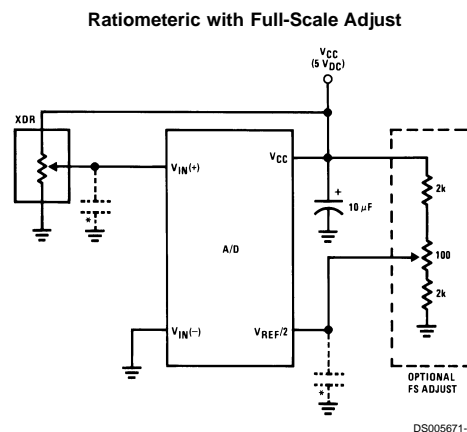 Ratiometeric with Full-Scale Adjust
VCC
(5 VDC)
XDR
VIN(+)
VCC
2k
+
10 µF
*
A/D
100
2k
VIN(–)
VREF/2
*
OPTIONAL
FS ADJUST
DS005671-